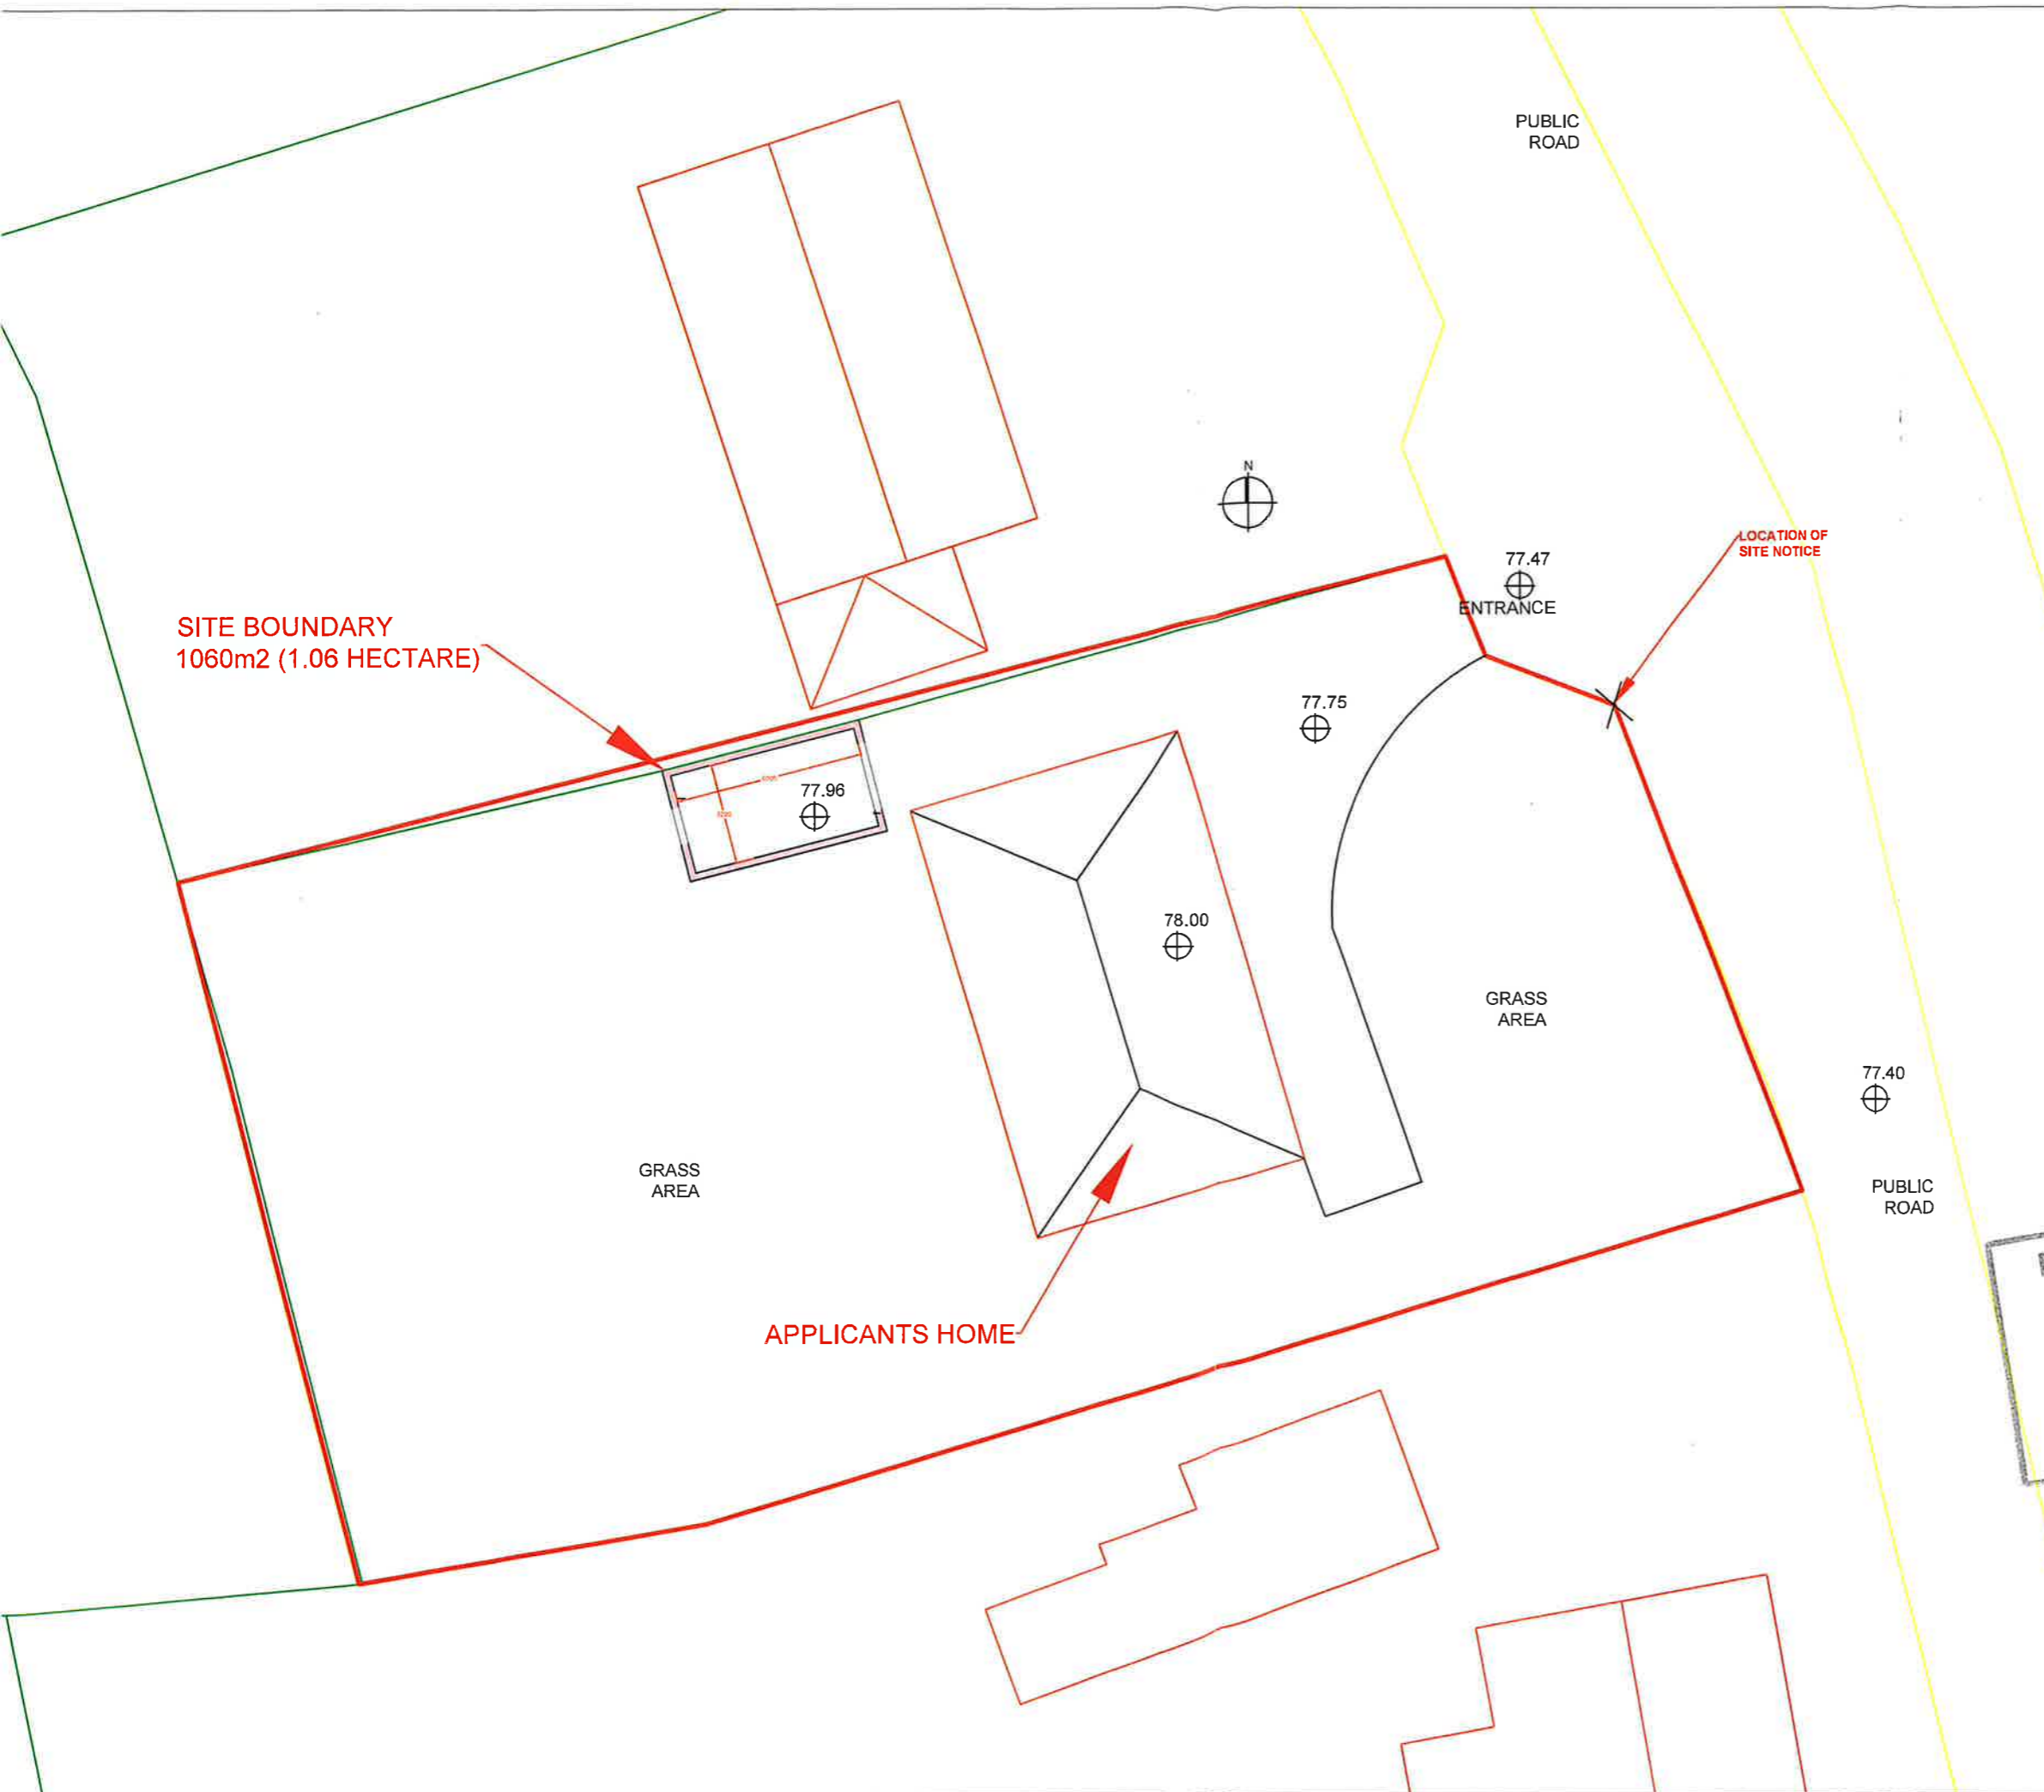 PUBLIC
ROAD
N
LOCATION OF
SITE NOTICE
77.47
ENTRANCE
SITE BOUNDARY
1060m2 (1.06 HECTARE)
77.75
77.96
78.00
GRASS
AREA
77.40
GRASS
AREA
PUBLIC
ROAD
APPLICANTS HOME